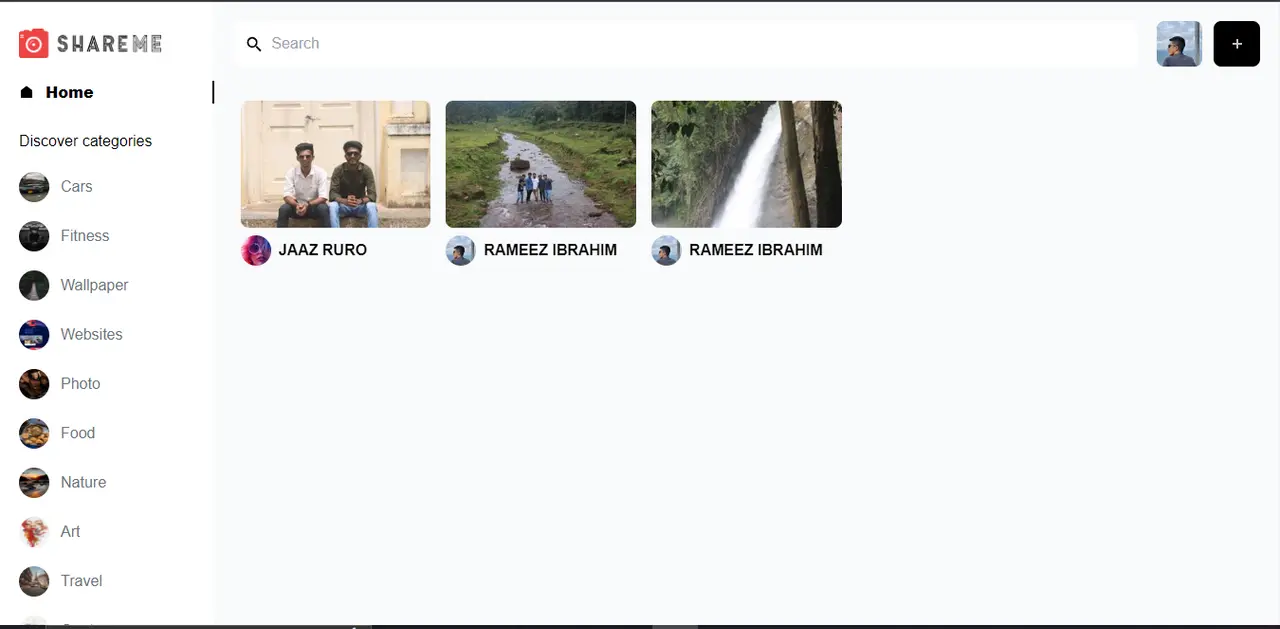 SHAREME
Search
+
Home
Discover categories
Cars
Fitness
Wallpaper
Websites
Photo
Food
Nature
Art
Travel
JAAZ RURO
RAMEEZ IBRAHIM
RAMEEZ IBRAHIM